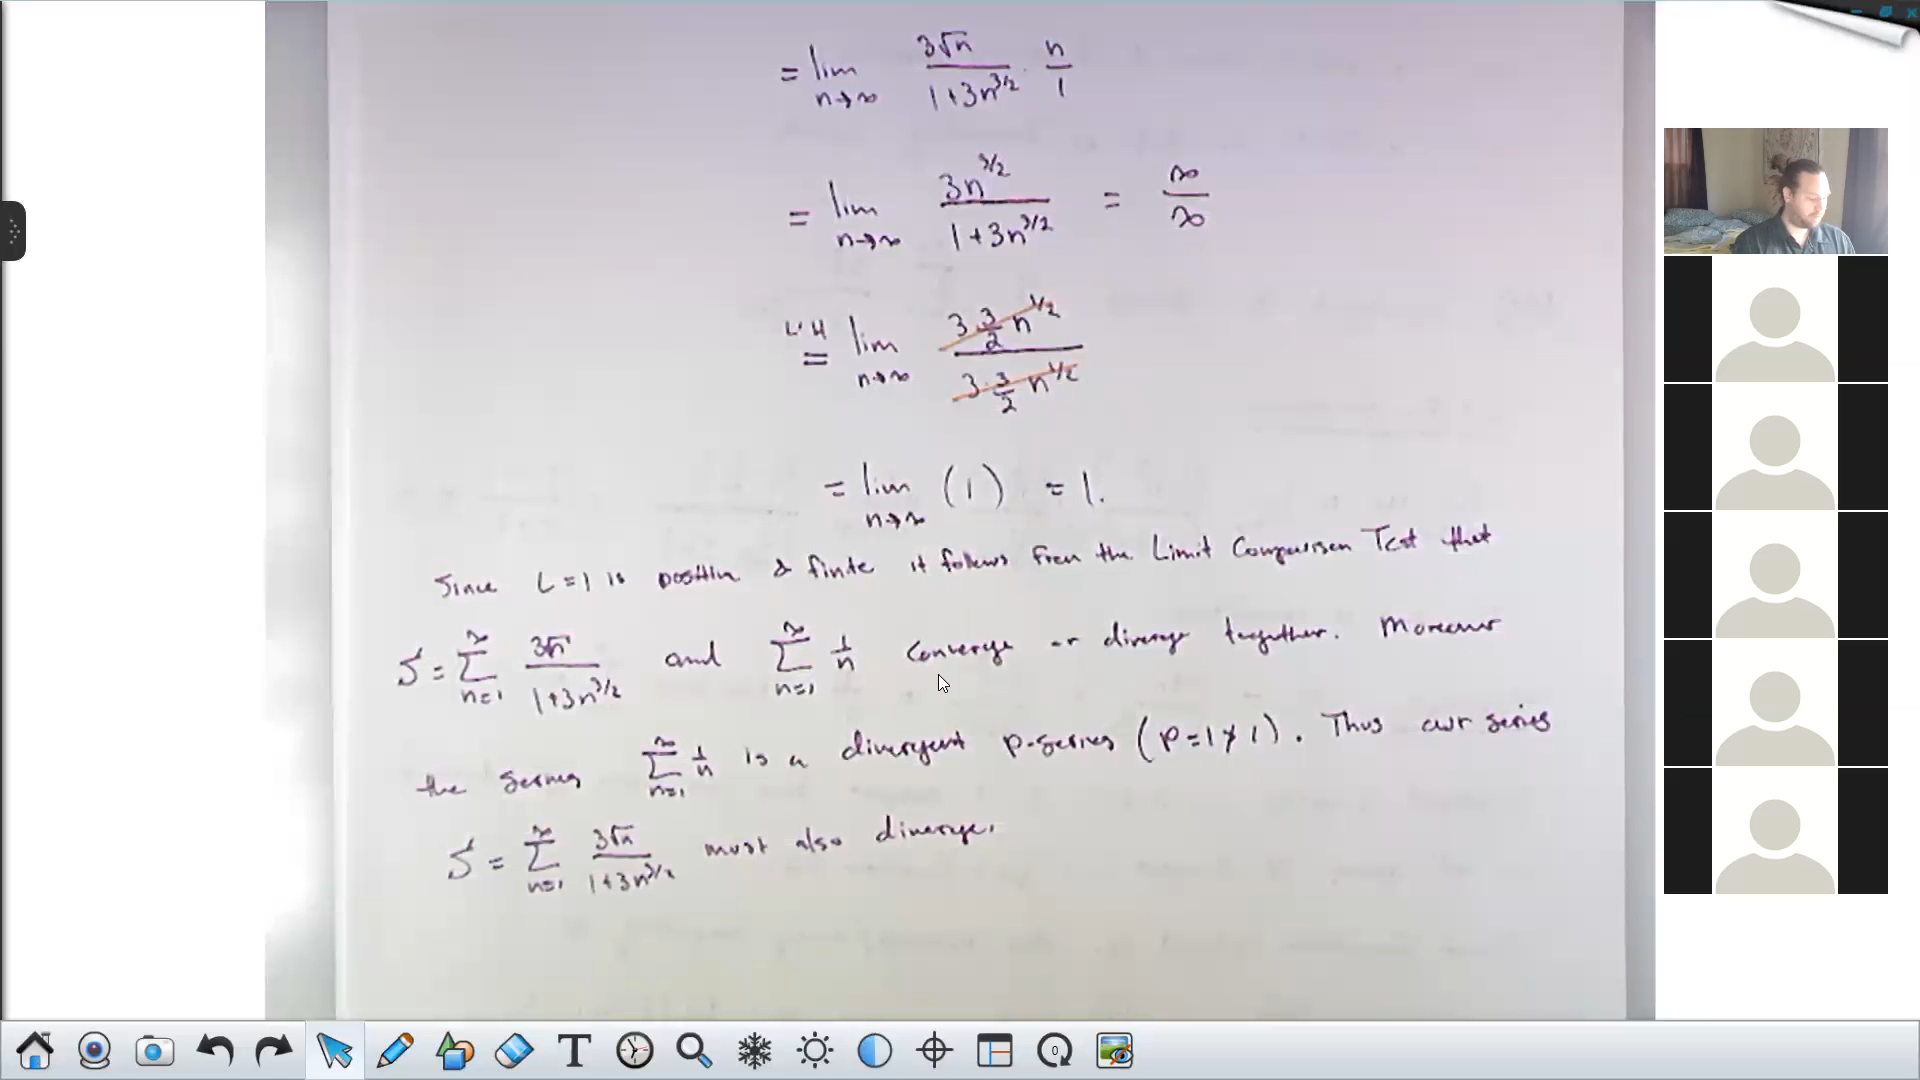 = lim n→∞ 3√n / 1+3n^3/2 · n/1
= lim n→∞ 3n^3/2 / 1+3n^3/2 = ∞/∞
L'H = lim n→∞ 3·3/2 n^1/2 / 3·3/2 n^1/2
= lim n→∞ (1) = 1.
Since L=1 is positive & finite it follows from the Limit Comparison Test that
S = ∑ n=1 ∞ 3√n / 1+3n^3/2 and ∑ n=1 ∞ 1/n converge or diverge together. Moreover
the series ∑ n=1 ∞ 1/n is a divergent p-series (p=1≯1). Thus our series
S = ∑ n=1 ∞ 3√n / 1+3n^3/2 must also diverge.
T
0